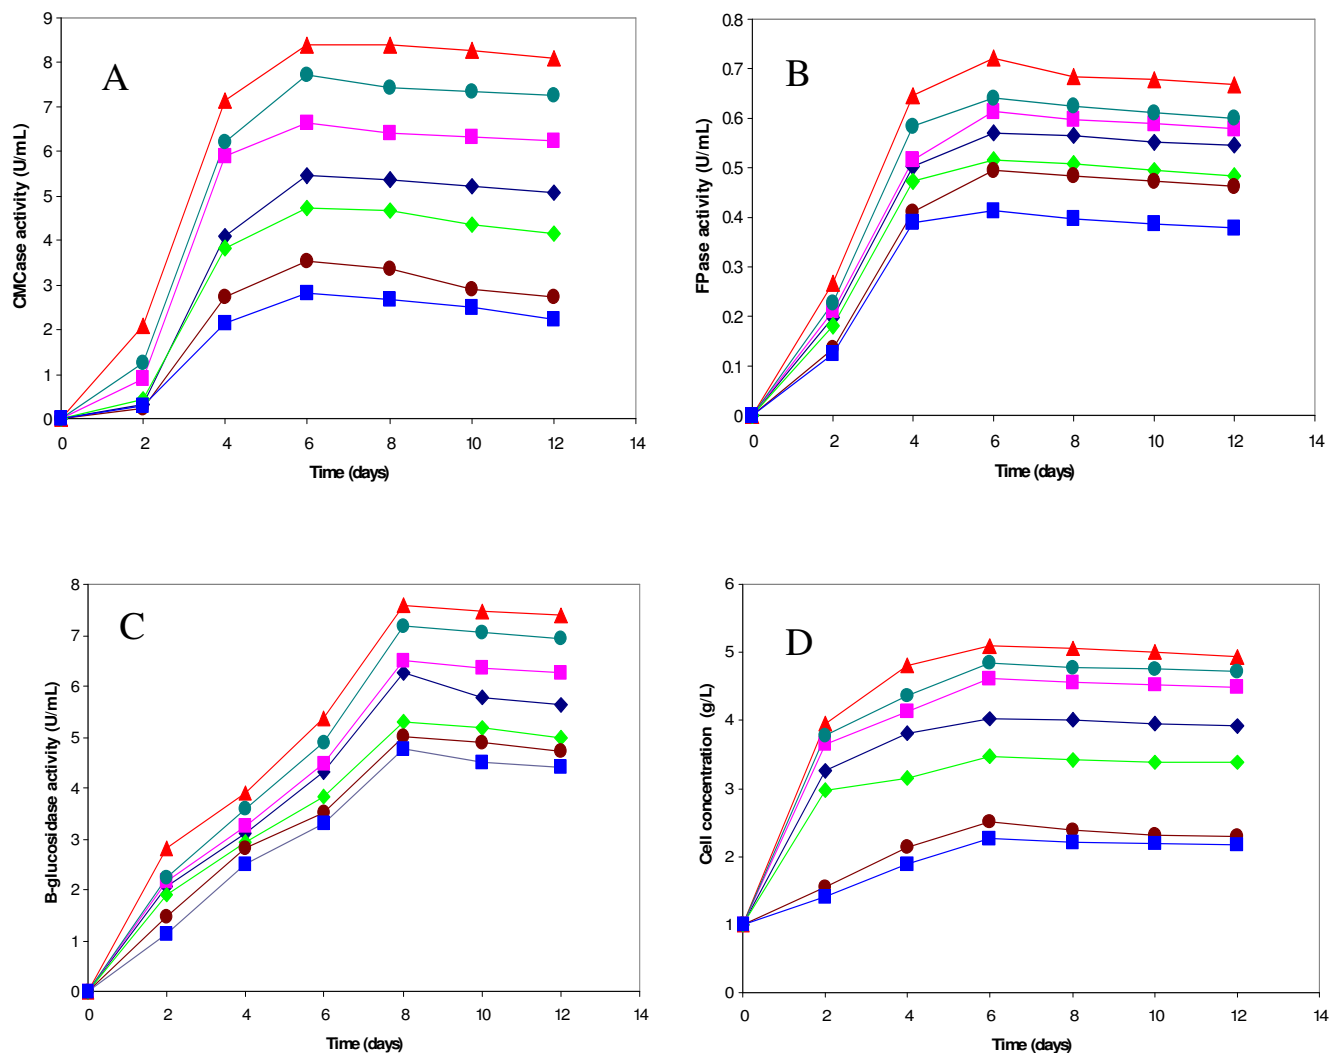 A
CMCase activity (U/mL)
9
8
7
6
5
4
3
2
1
0
0 2 4 6 8 10 12 14
Time (days)
B
FPase activity (U/mL)
0.8
0.7
0.6
0.5
0.4
0.3
0.2
0.1
0
0 2 4 6 8 10 12 14
Time (days)
C
B-glucosidase activity (U/mL)
8
7
6
5
4
3
2
1
0
0 2 4 6 8 10 12 14
Time (days)
D
Cell concentration (g/L)
6
5
4
3
2
1
0
0 2 4 6 8 10 12 14
Time (days)